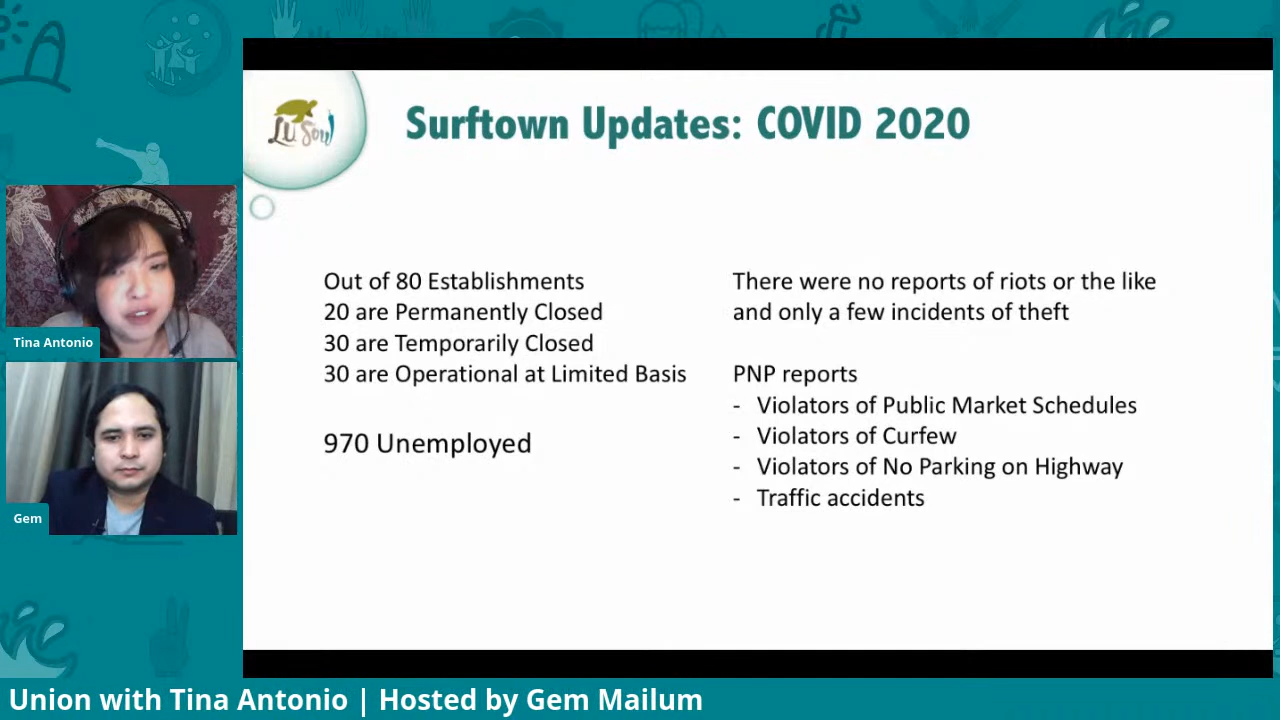 LU Soul
Surftown Updates: COVID 2020
Out of 80 Establishments
20 are Permanently Closed
30 are Temporarily Closed
30 are Operational at Limited Basis
970 Unemployed
There were no reports of riots or the like
and only a few incidents of theft
PNP reports
- Violators of Public Market Schedules
- Violators of Curfew
- Violators of No Parking on Highway
- Traffic accidents
Tina Antonio
Gem
Union with Tina Antonio | Hosted by Gem Mailum